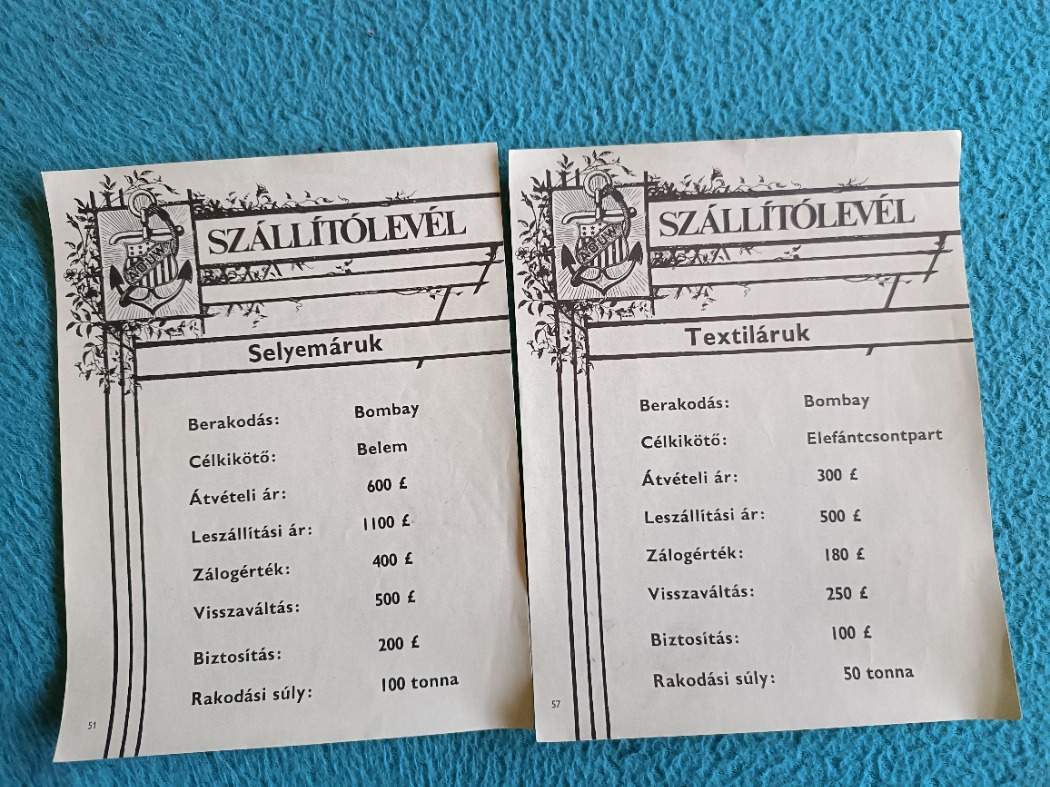 SZÁLLÍTÓLEVÉL
Selyemáruk
Berakodás: Bombay
Célkikötő: Belem
Átvételi ár: 600 £
Leszállítási ár: 1100 £
Zálogérték: 400 £
Visszaváltás: 500 £
Biztosítás: 200 £
Rakodási súly: 100 tonna
51
SZÁLLÍTÓLEVÉL
Textiláruk
Berakodás: Bombay
Célkikötő: Elefántcsontpart
Átvételi ár: 300 £
Leszállítási ár: 500 £
Zálogérték: 180 £
Visszaváltás: 250 £
Biztosítás: 100 £
Rakodási súly: 50 tonna
57